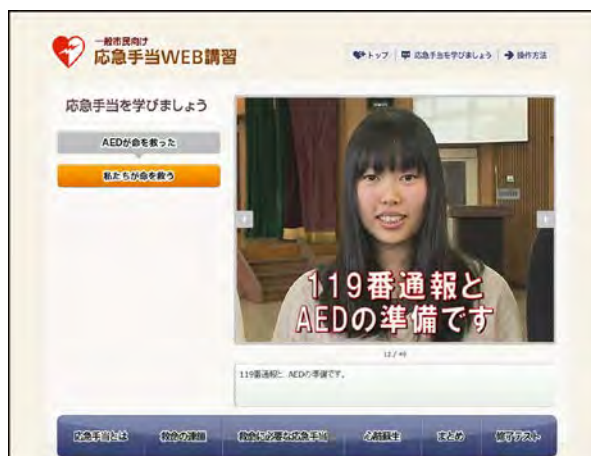 一般市民向け
応急手当WEB講習
トップ
応急手当を学びましょう
操作方法
応急手当を学びましょう
AEDが命を救った
私たちが命を救う
119番通報と
AEDの準備です
12 / 49
119番通報と AEDの準備です。
応急手当とは
救命の連鎖
救命に必要な応急手当
心肺蘇生
まとめ
修了テスト